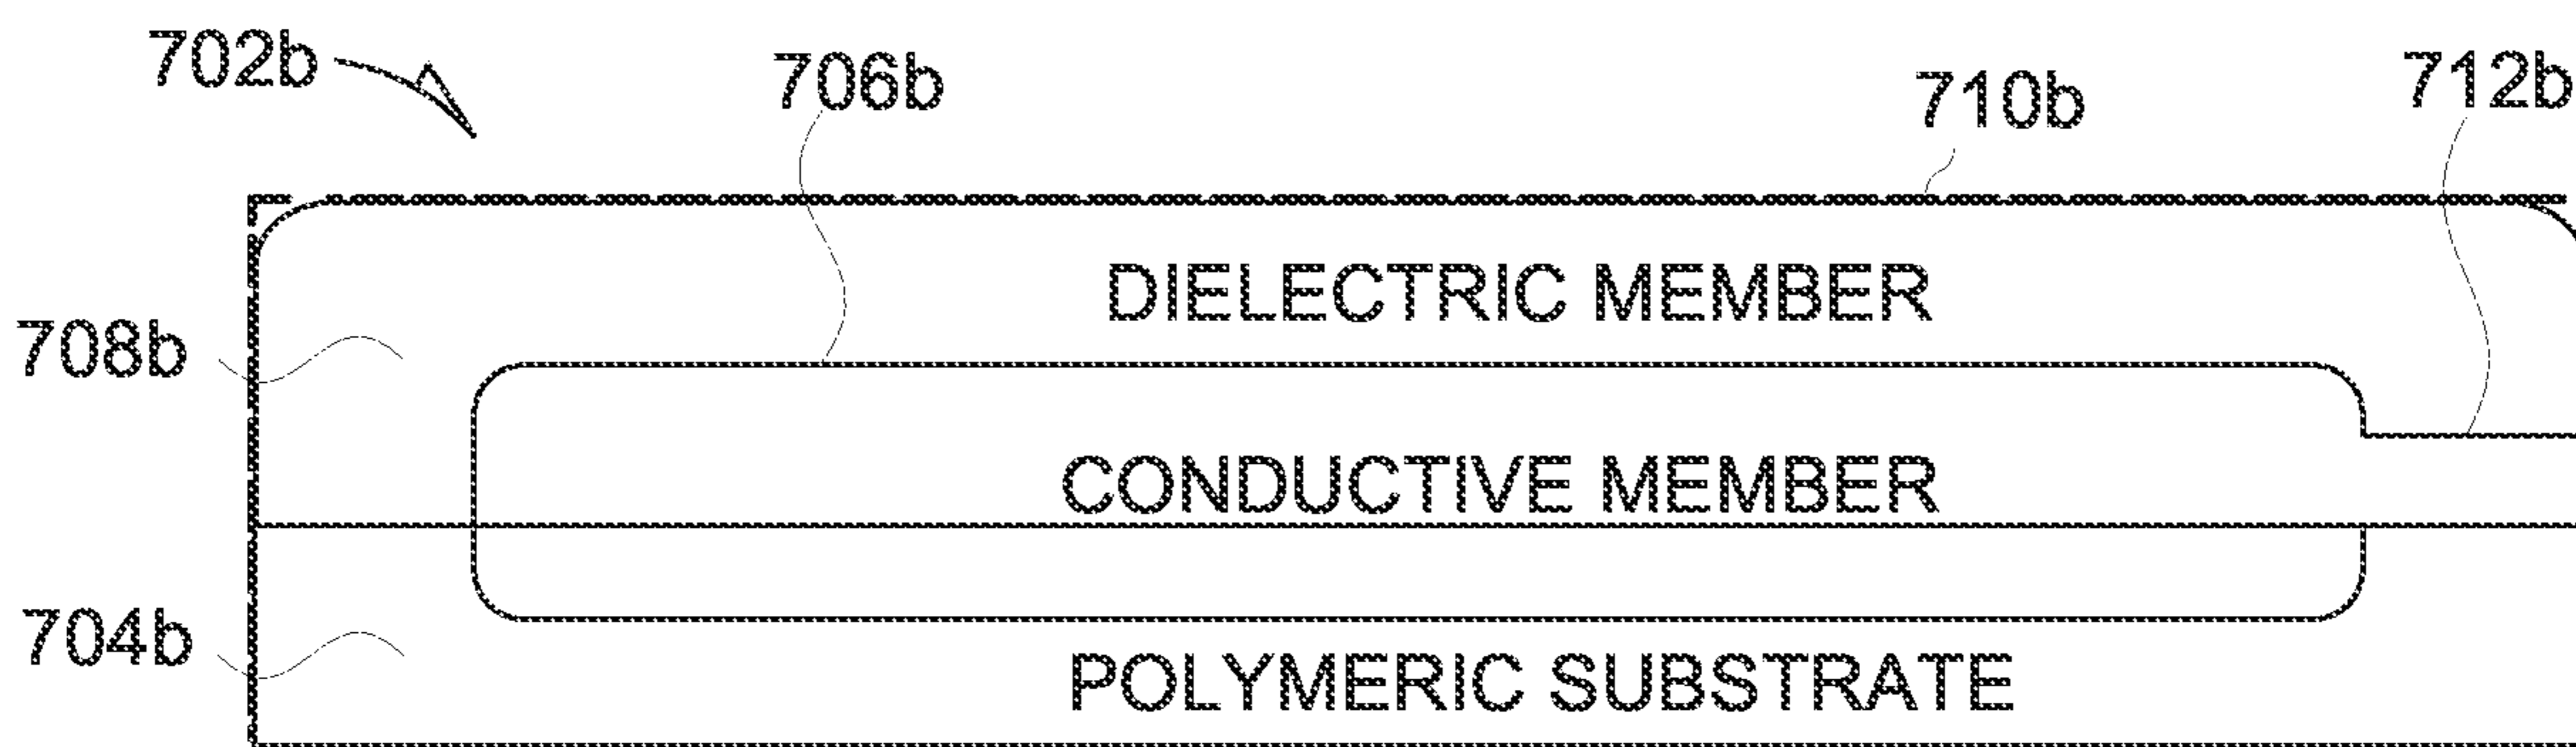 702b
706b
710b
712b
DIELECTRIC MEMBER
708b
CONDUCTIVE MEMBER
704b
POLYMERIC SUBSTRATE